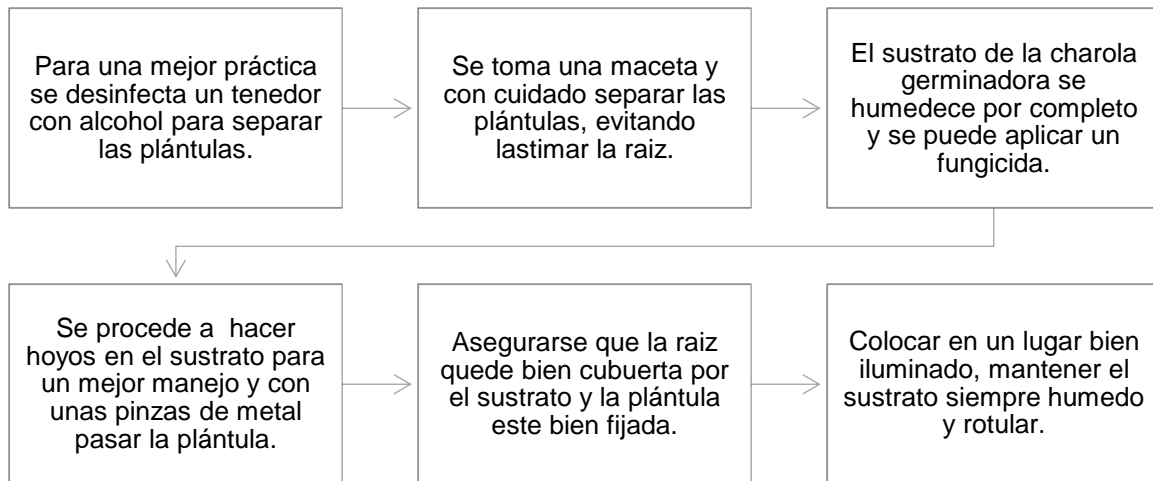 Para una mejor práctica
se desinfecta un tenedor
con alcohol para separar
las plántulas.
Se toma una maceta y
con cuidado separar las
plántulas, evitando
lastimar la raiz.
El sustrato de la charola
germinadora se
humedece por completo
y se puede aplicar un
fungicida.
Se procede a  hacer
hoyos en el sustrato para
un mejor manejo y con
unas pinzas de metal
pasar la plántula.
Asegurarse que la raiz
quede bien cubuerta por
el sustrato y la plántula
este bien fijada.
Colocar en un lugar bien
iluminado, mantener el
sustrato siempre humedo
y rotular.